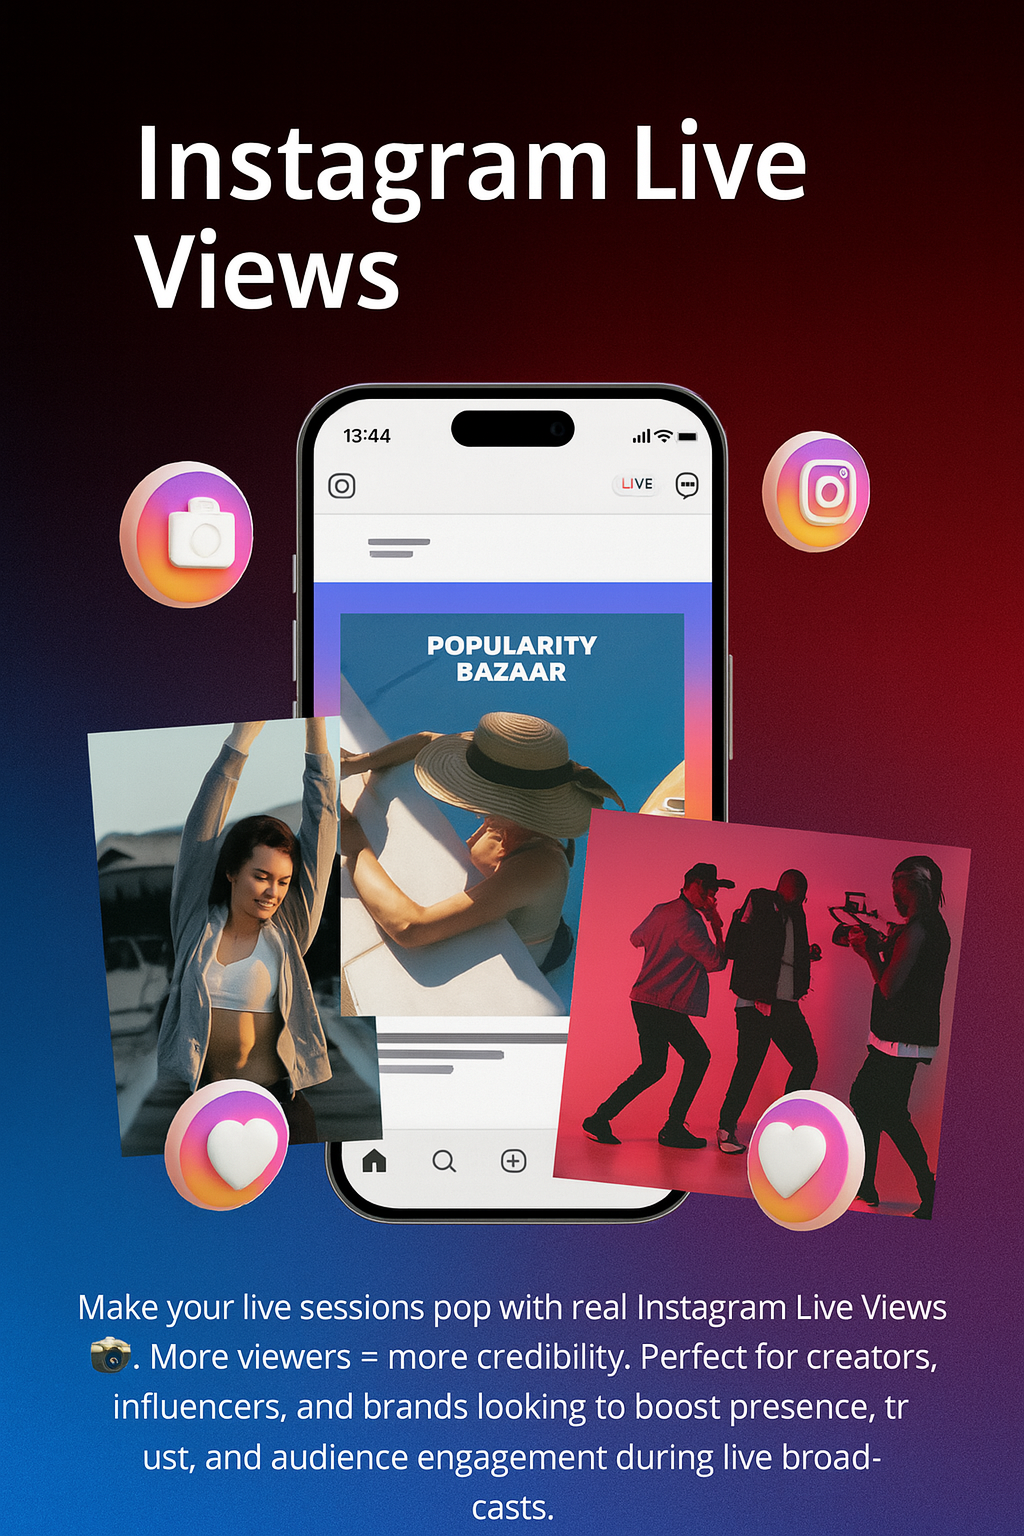 Instagram Live
Views
13:44
LIVE
POPULARITY
BAZAAR
Make your live sessions pop with real Instagram Live Views
📷. More viewers = more credibility. Perfect for creators,
influencers, and brands looking to boost presence, tr
ust, and audience engagement during live broad-
casts.